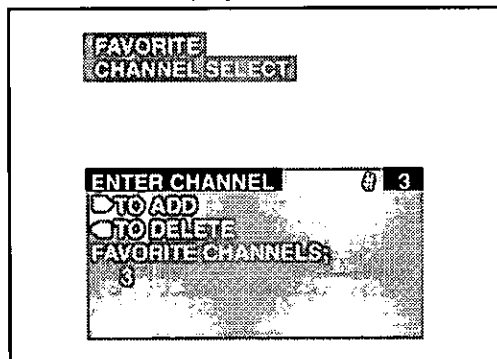 FAVORITE
CHANNEL SELECT
ENTER CHANNEL # 3
TO ADD
TO DELETE
FAVORITE CHANNELS:
3